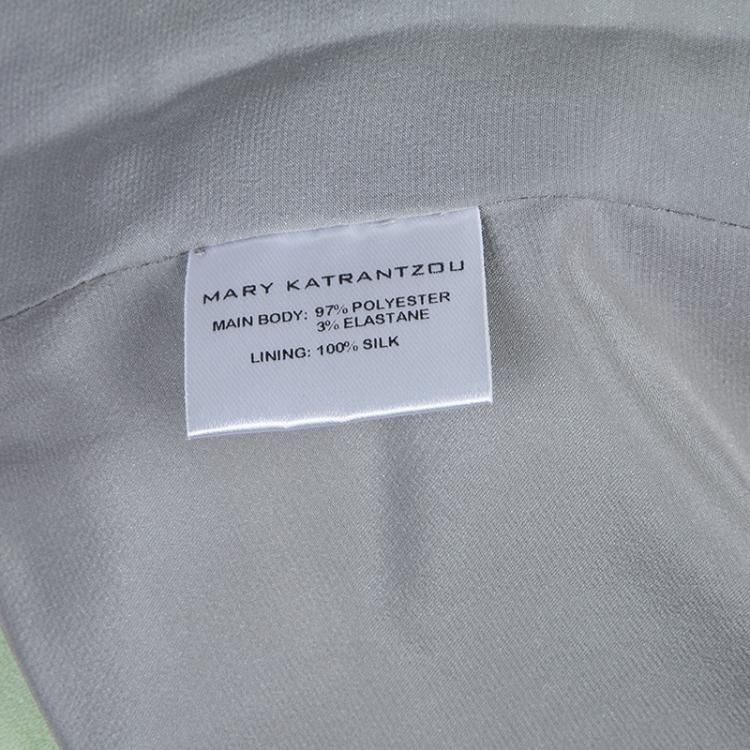 MARY KATRANTZOU
MAIN BODY: 97% POLYESTER
3% ELASTANE
LINING: 100% SILK